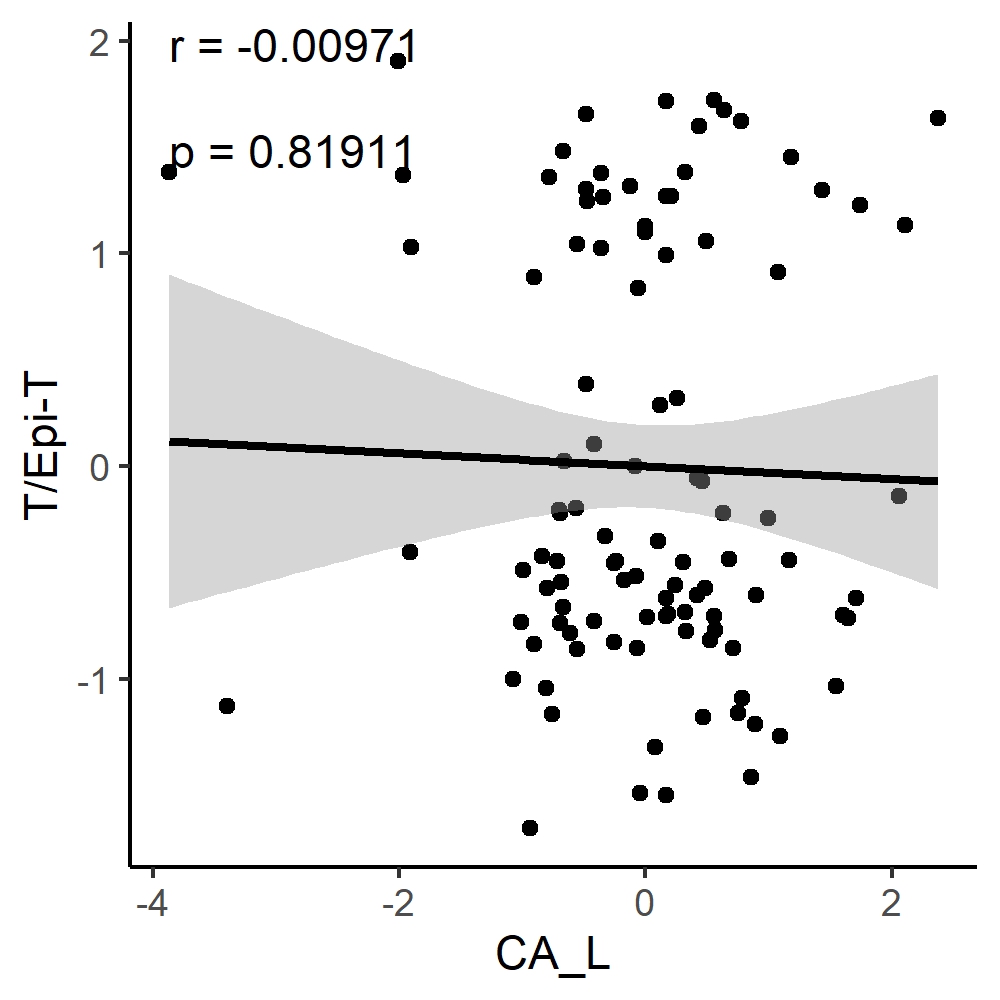 2
r = -0.00971
p = 0.81911
1
0
-1
T/Epi-T
-4
-2
0
2
CA_L